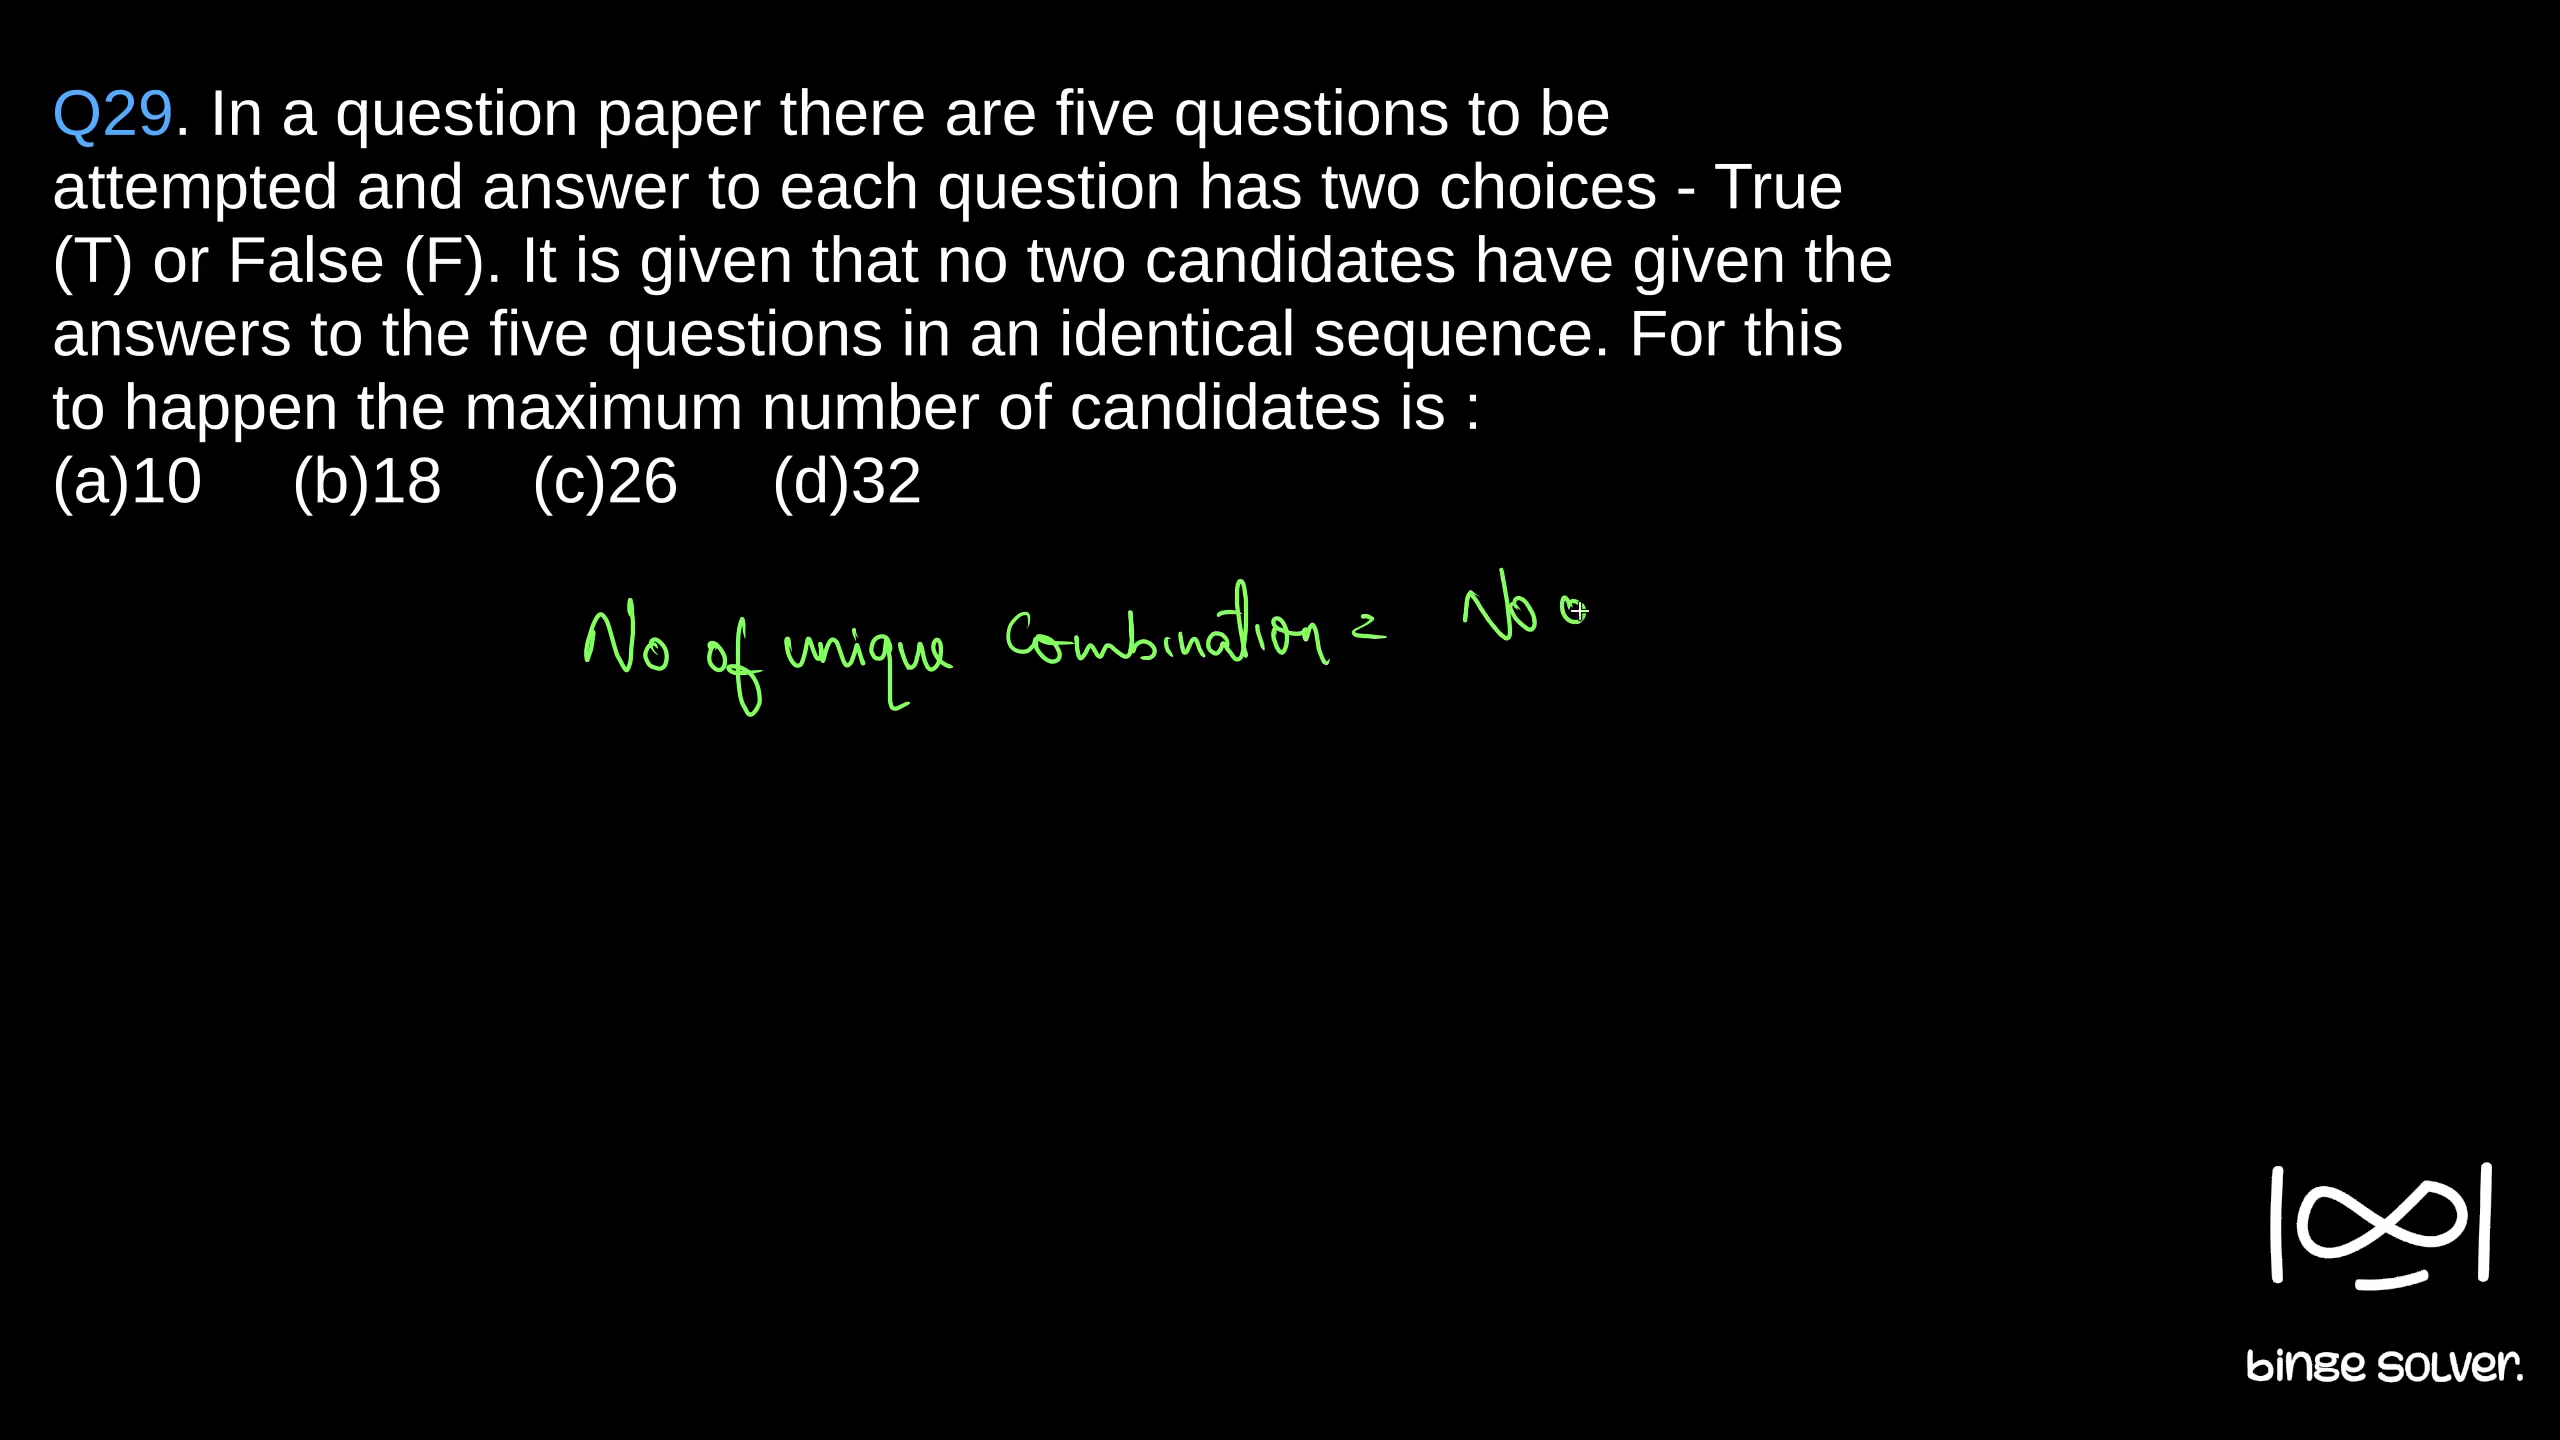 Q29. In a question paper there are five questions to be
attempted and answer to each question has two choices - True
(T) or False (F). It is given that no two candidates have given the
answers to the five questions in an identical sequence. For this
to happen the maximum number of candidates is :
(a)10 (b)18 (c)26 (d)32
No of unique Combination = No o
binge solver.